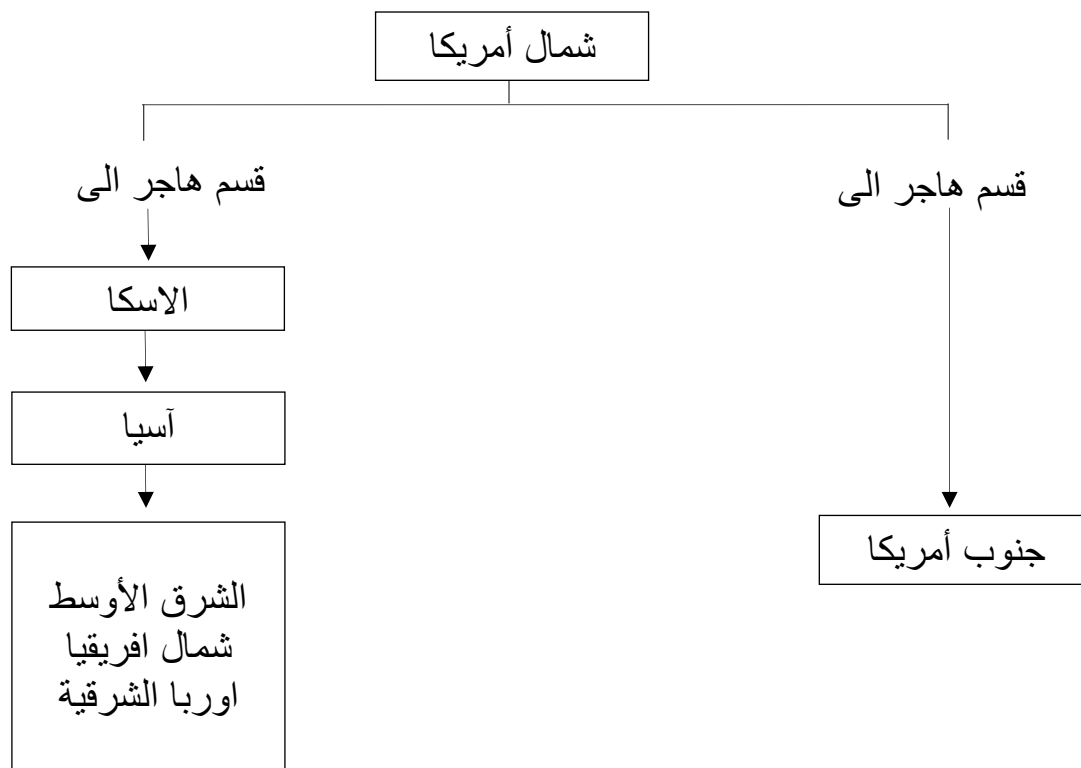 شمال أمريكا
قسم هاجر الى
قسم هاجر الى
الاسكا
آسيا
جنوب أمريكا
الشرق الأوسط
شمال افريقيا
اوربا الشرقية